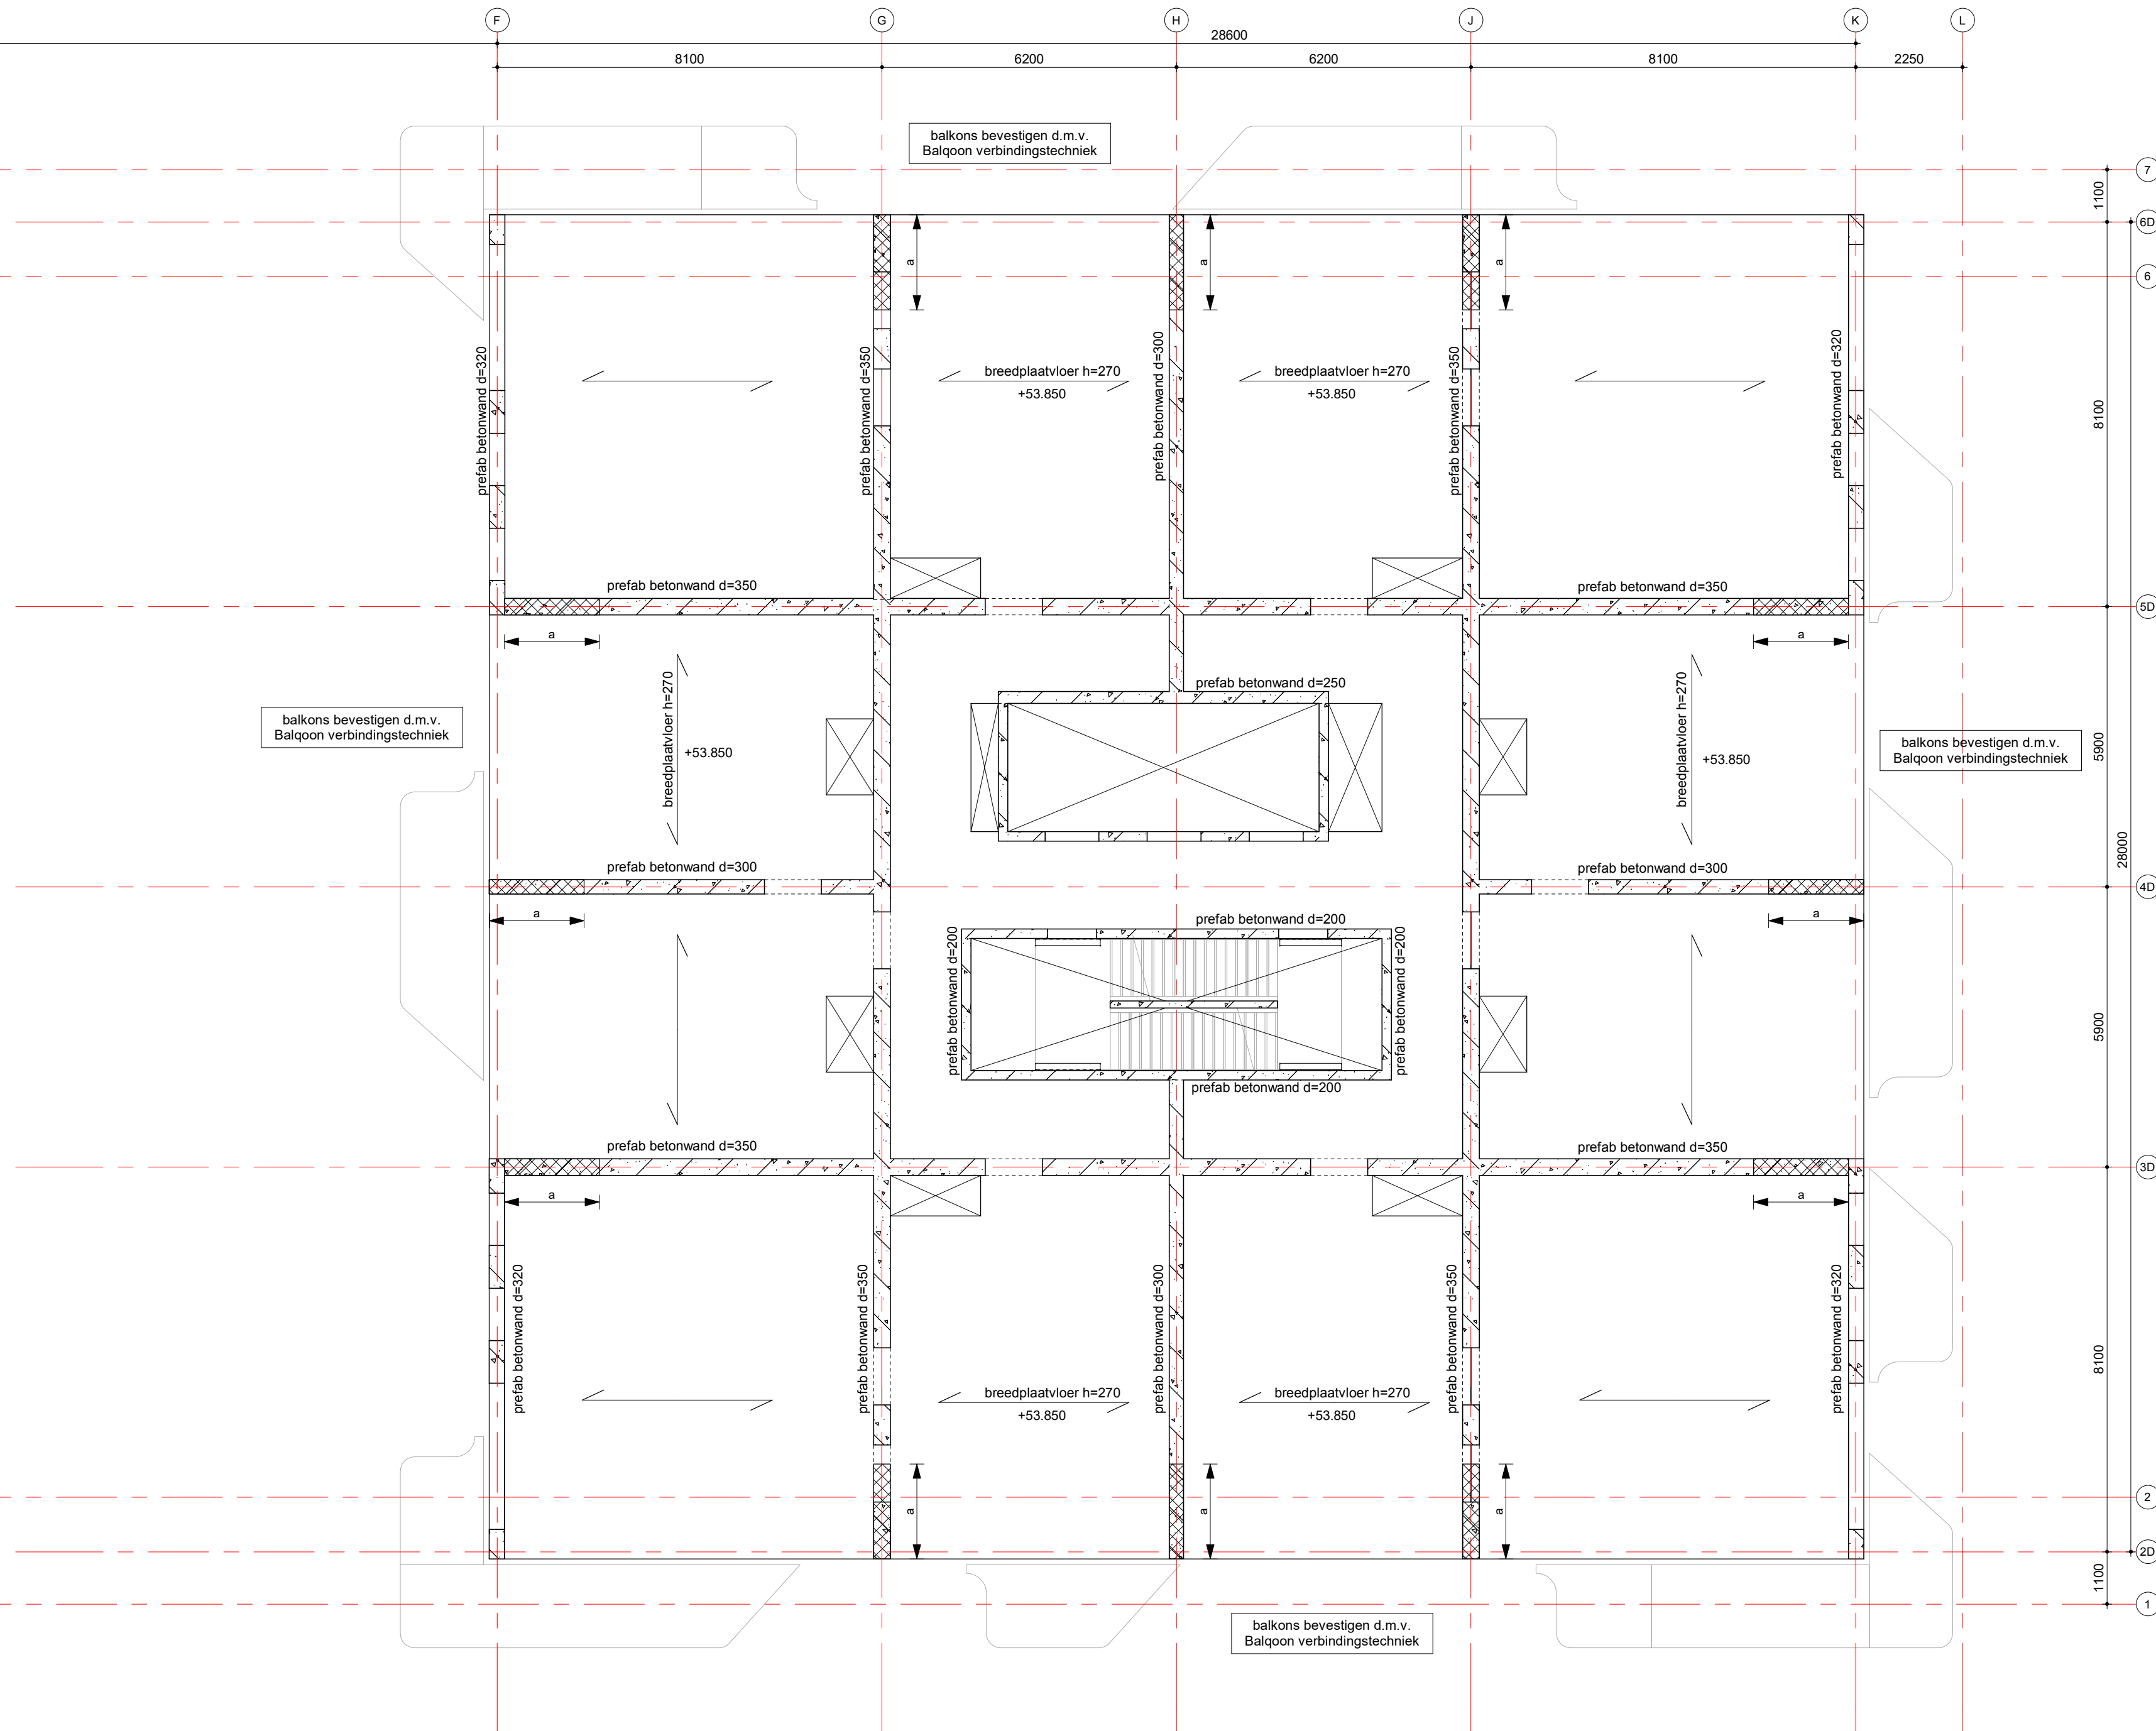 F
G
H
J
K
L
28600
8100
6200
6200
8100
2250
balkons bevestigen d.m.v.
Balqoon verbindingstechniek
7
1100
6D
6
a
a
a
prefab betonwand d=320
prefab betonwand d=350
prefab betonwand d=300
prefab betonwand d=350
prefab betonwand d=320
breedplaatvloer h=270
+53.850
breedplaatvloer h=270
+53.850
8100
prefab betonwand d=350
prefab betonwand d=350
5D
a
a
prefab betonwand d=250
breedplaatvloer h=270
+53.850
breedplaatvloer h=270
+53.850
balkons bevestigen d.m.v.
Balqoon verbindingstechniek
balkons bevestigen d.m.v.
Balqoon verbindingstechniek
5900
28000
prefab betonwand d=300
prefab betonwand d=300
4D
a
a
prefab betonwand d=200
prefab betonwand d=200
prefab betonwand d=200
prefab betonwand d=200
5900
prefab betonwand d=350
prefab betonwand d=350
3D
a
a
prefab betonwand d=320
prefab betonwand d=350
prefab betonwand d=300
prefab betonwand d=350
prefab betonwand d=320
8100
breedplaatvloer h=270
+53.850
breedplaatvloer h=270
+53.850
2
a
a
a
2D
1100
1
balkons bevestigen d.m.v.
Balqoon verbindingstechniek